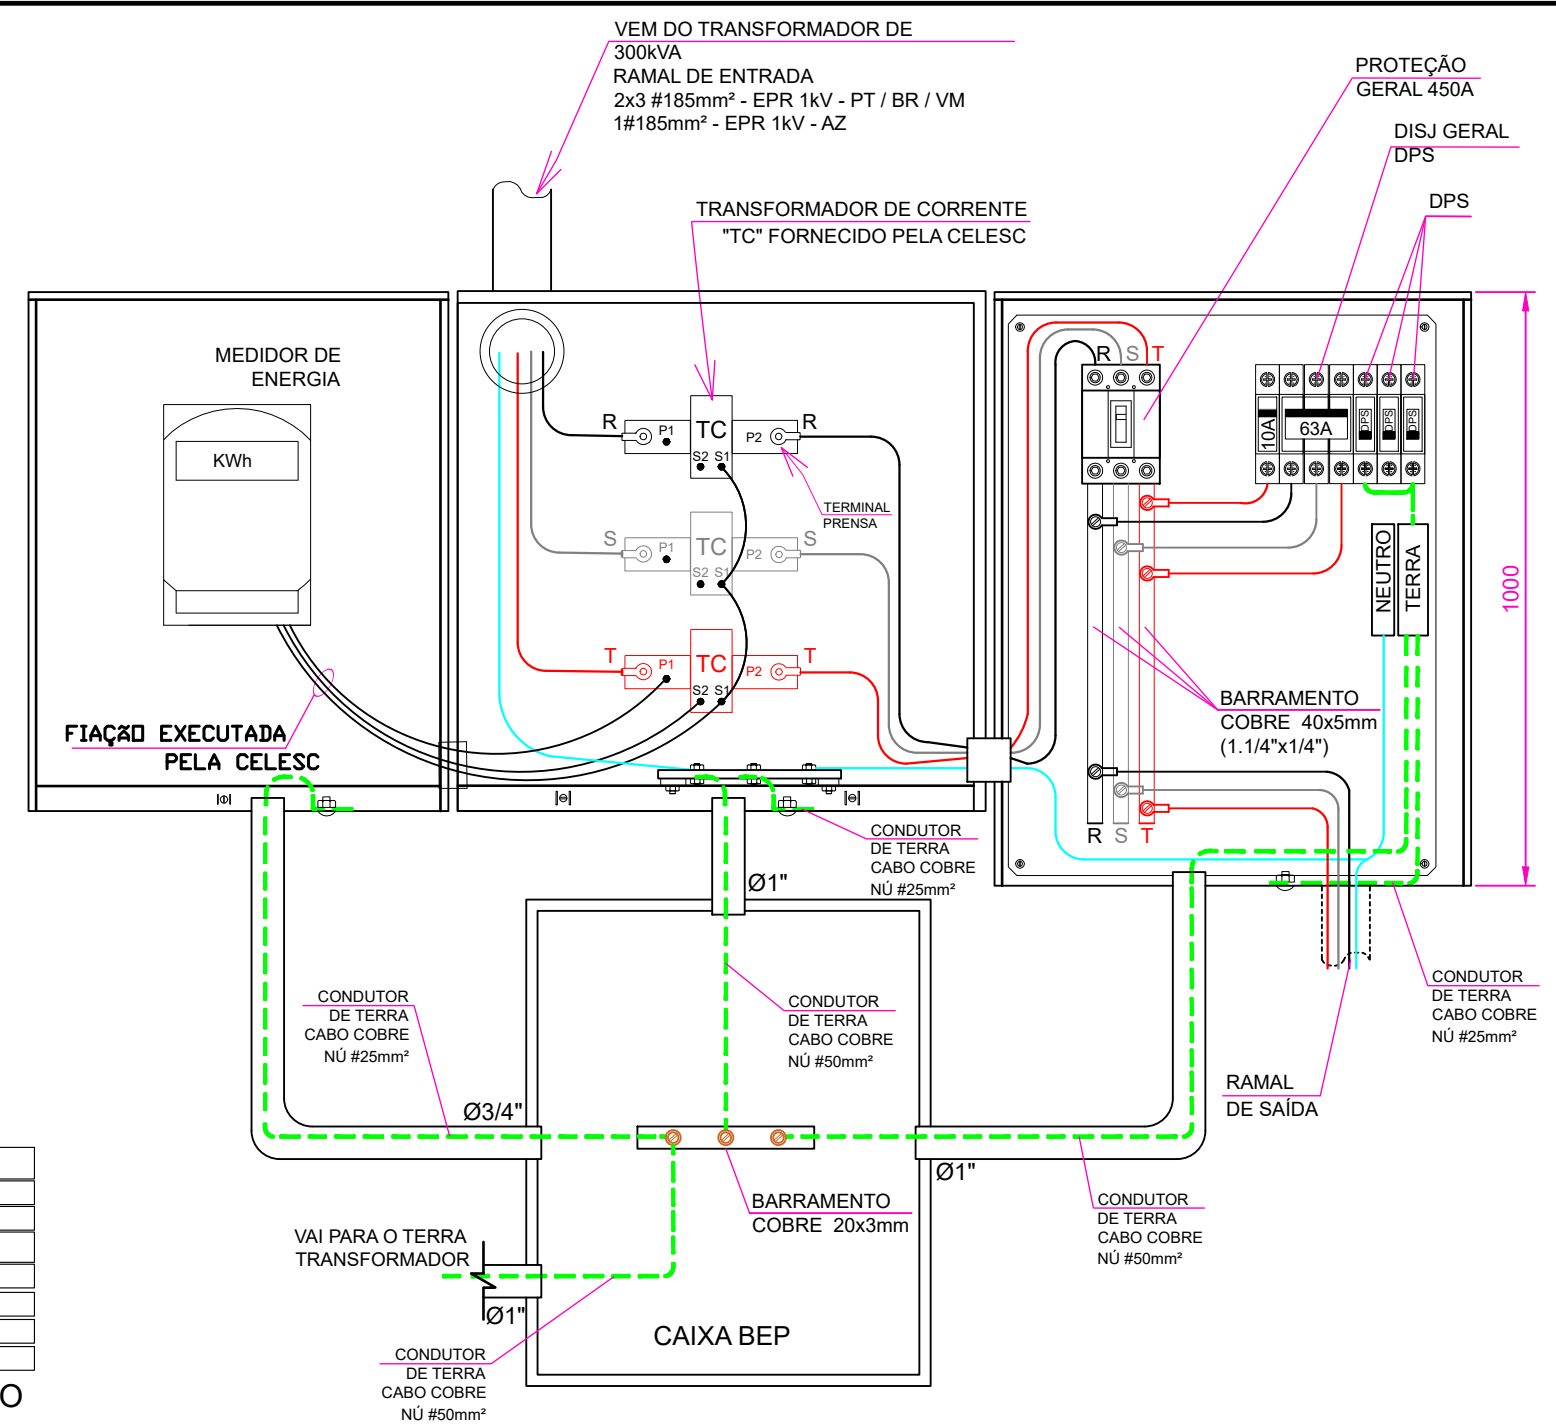 VEM DO TRANSFORMADOR DE
300kVA
RAMAL DE ENTRADA
2x3 #185mm² - EPR 1kV - PT / BR / VM
1#185mm² - EPR 1kV - AZ
PROTEÇÃO
GERAL 450A
DISJ GERAL
DPS
DPS
TRANSFORMADOR DE CORRENTE
"TC" FORNECIDO PELA CELESC
MEDIDOR DE
ENERGIA
KWh
R
P1
TC
P2
R
S2 S1
TERMINAL
PRENSA
S
P1
TC
P2
S
S2 S1
T
P1
TC
P2
T
S2 S1
R S T
10A
63A
DPS
DPS
DPS
NEUTRO
TERRA
1000
FIAÇÃO EXECUTADA
PELA CELESC
BARRAMENTO
COBRE 40x5mm
(1.1/4"x1/4")
R S T
CONDUTOR
DE TERRA
CABO COBRE
NÚ #25mm²
Ø1"
CONDUTOR
DE TERRA
CABO COBRE
NÚ #25mm²
CONDUTOR
DE TERRA
CABO COBRE
NÚ #50mm²
CONDUTOR
DE TERRA
CABO COBRE
NÚ #25mm²
RAMAL
DE SAÍDA
Ø3/4"
Ø1"
BARRAMENTO
COBRE 20x3mm
CONDUTOR
DE TERRA
CABO COBRE
NÚ #50mm²
VAI PARA O TERRA
TRANSFORMADOR
Ø1"
CAIXA BEP
CONDUTOR
DE TERRA
CABO COBRE
NÚ #50mm²
O